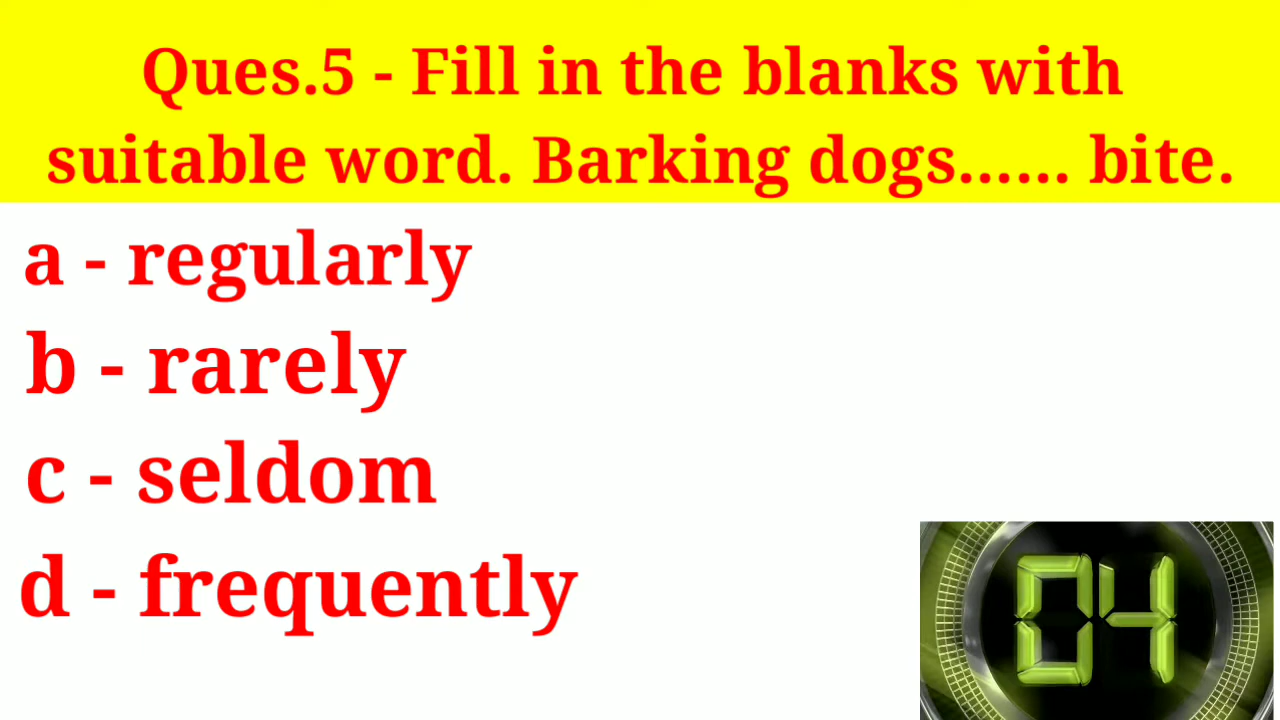 Ques.5 - Fill in the blanks with
suitable word. Barking dogs...... bite.
a - regularly
b - rarely
c - seldom
d - frequently
04